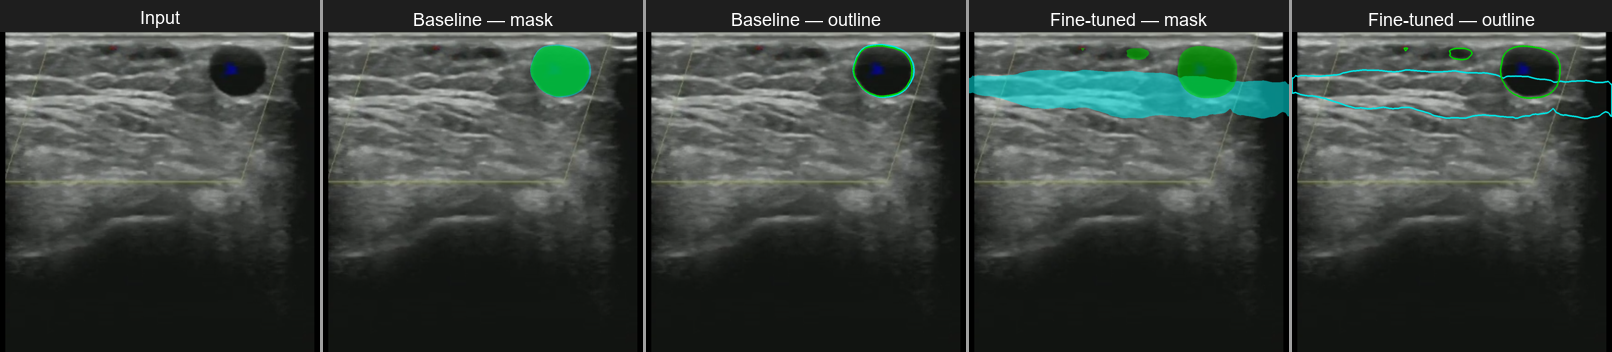 Input
Baseline — mask
Baseline — outline
Fine-tuned — mask
Fine-tuned — outline